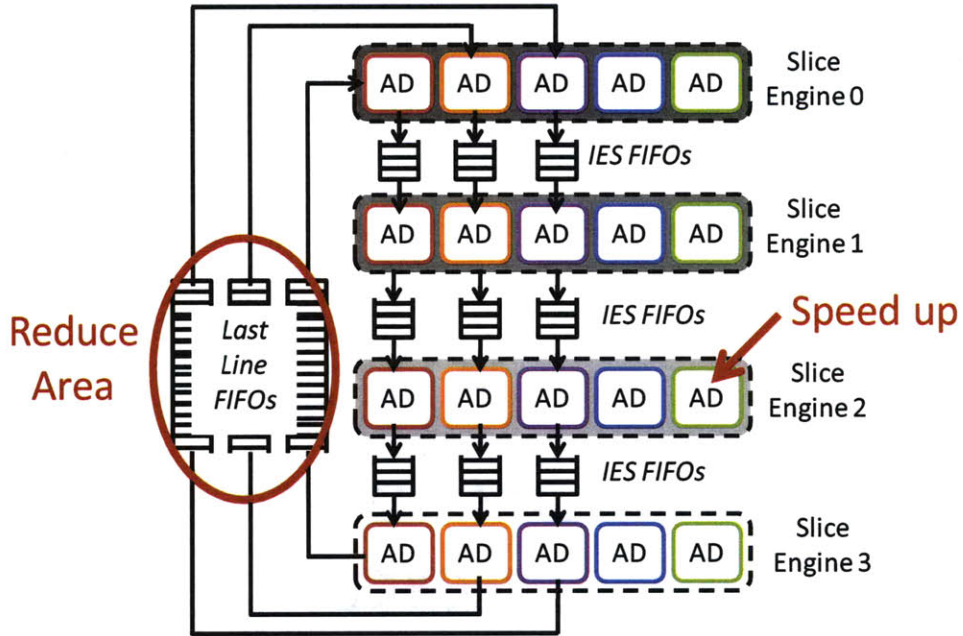 AD AD AD AD AD
Slice
Engine 0
IES FIFOs
AD AD AD AD AD
Slice
Engine 1
IES FIFOs
Speed up
Reduce
Area
Last
Line
FIFOs
AD AD AD AD AD
Slice
Engine 2
IES FIFOs
AD AD AD AD AD
Slice
Engine 3